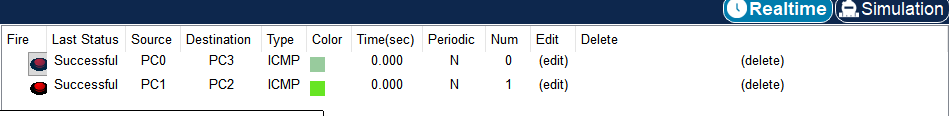 Realtime Simulation
Fire Last Status Source Destination Type Color Time(sec) Periodic Num Edit Delete
Successful PC0 PC3 ICMP 0.000 N 0 (edit) (delete)
Successful PC1 PC2 ICMP 0.000 N 1 (edit) (delete)